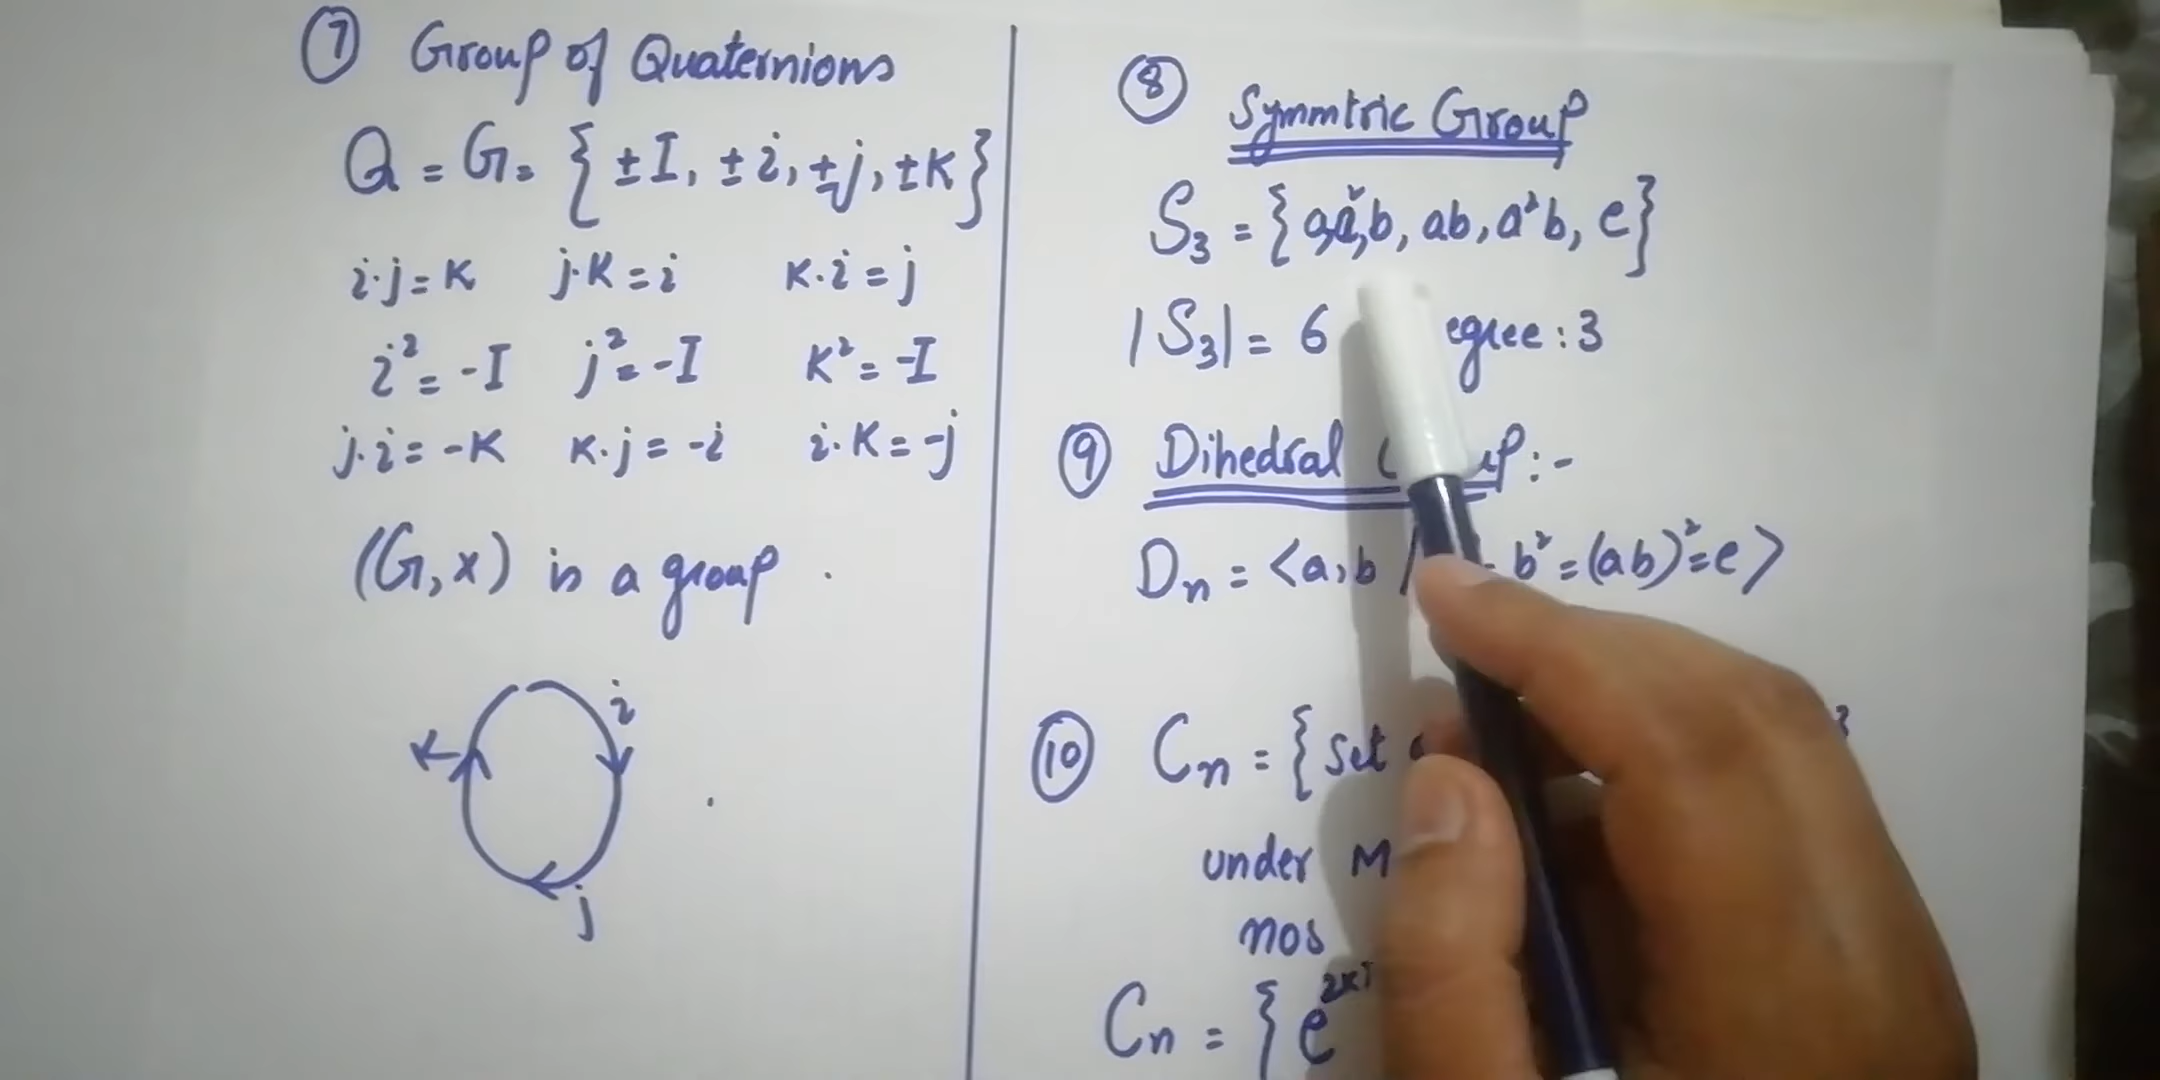 ⑦ Group of Quaternions
Q = G = { ±I, ±i, ±j, ±K }
i·j = K j·K = i K·i = j
i² = -I j² = -I K² = -I
j·i = -K K·j = -i i·K = -j
(G, x) is a group .
i
K
j
⑧ Symmtric Group
S₃ = { a, a², b, ab, a²b, e }
|S₃| = 6 egree : 3
⑨ Dihedral up :-
Dₙ = <a, b / = b² = (ab)² = e >
⑩ Cₙ = { Set
under M
nos
Cₙ = { e